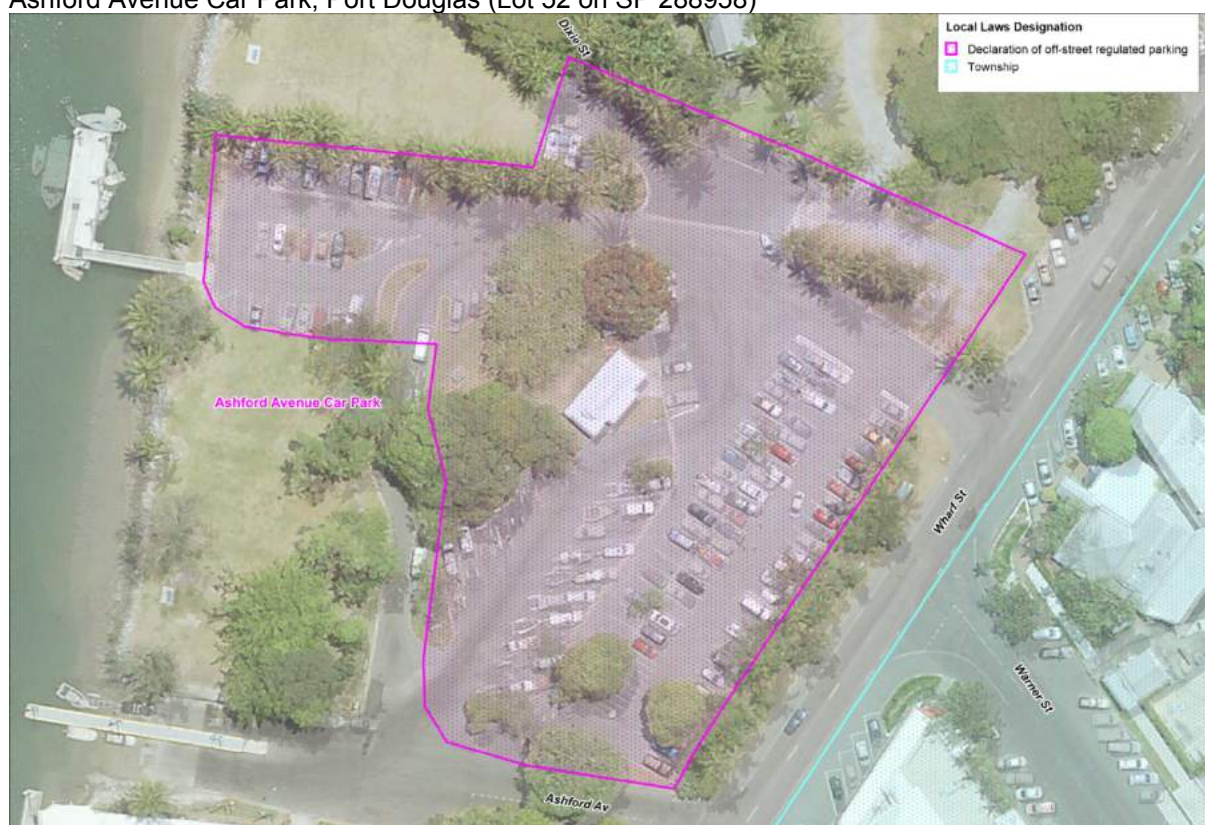 Ashford Avenue Car Park, Port Douglas (Lot 52 on SP 288958)
Local Laws Designation
Declaration of off-street regulated parking
Township
Dixie St
Ashford Avenue Car Park
Wharf St
Warner St
Ashford Av